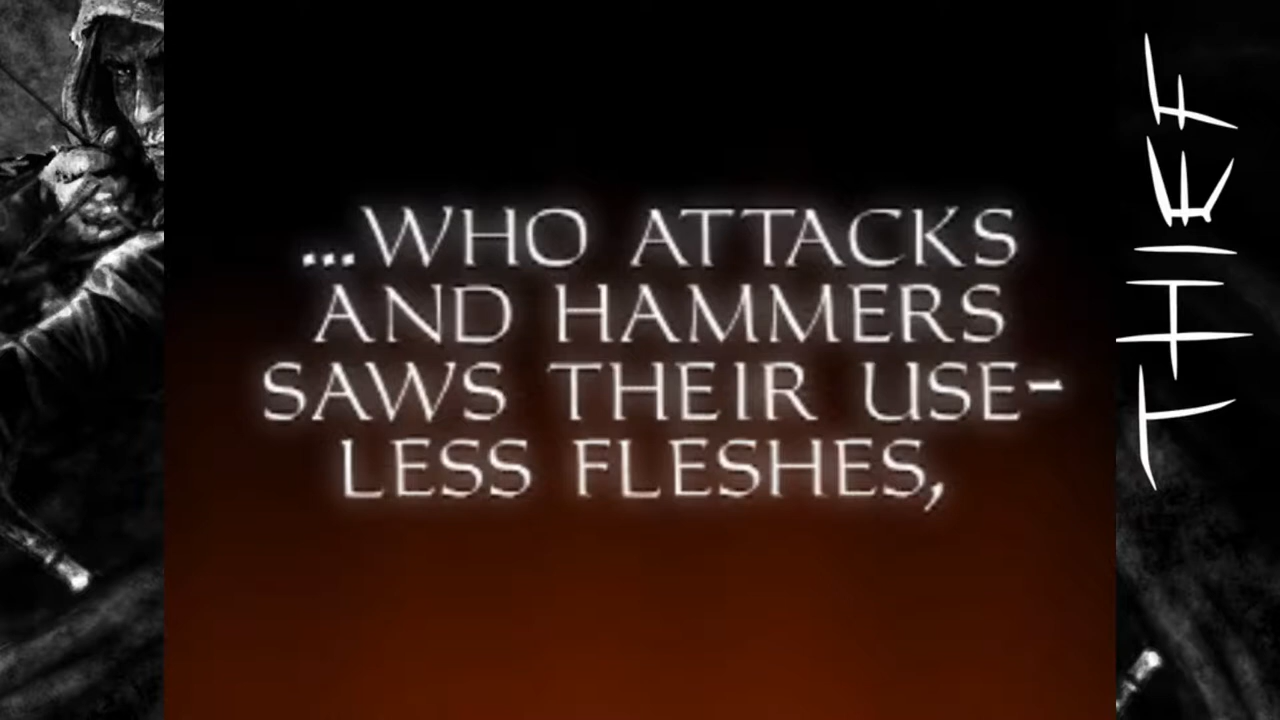 ...WHO ATTACKS
AND HAMMERS
SAWS THEIR USE-
LESS FLESHES,
THIEF